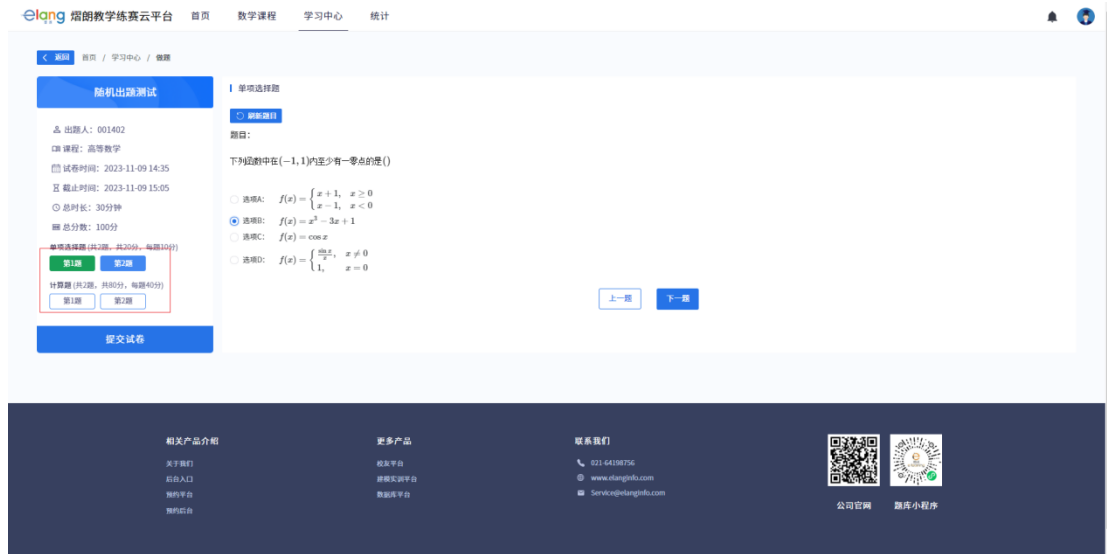 elang 熠朗教学练赛云平台 首页 数学课程 学习中心 统计
返回 首页 / 学习中心 / 做题
随机出题测试
出题人：001402
课程：高等数学
试卷时间：2023-11-09 14:35
截止时间：2023-11-09 15:05
总时长：30分钟
总分数：100分
单项选择题(共2题，共20分，每题10分)
第1题 第2题
计算题(共2题，共80分，每题40分)
第1题 第2题
提交试卷
单项选择题
刷新题目
题目：
下列函数中在(−1,1)内至少有一零点的是()
选项A: f(x) = { x + 1, x ≥ 0
x − 1, x < 0
选项B: f(x) = x³ − 3x + 1
选项C: f(x) = cos x
选项D: f(x) = { sin x / x, x ≠ 0
1, x = 0
上一题 下一题
相关产品介绍
关于我们
后台入口
预约平台
预约后台
更多产品
校友平台
建模实训平台
数据库平台
联系我们
021-64198756
www.elanginfo.com
Service@elanginfo.com
公司官网 题库小程序